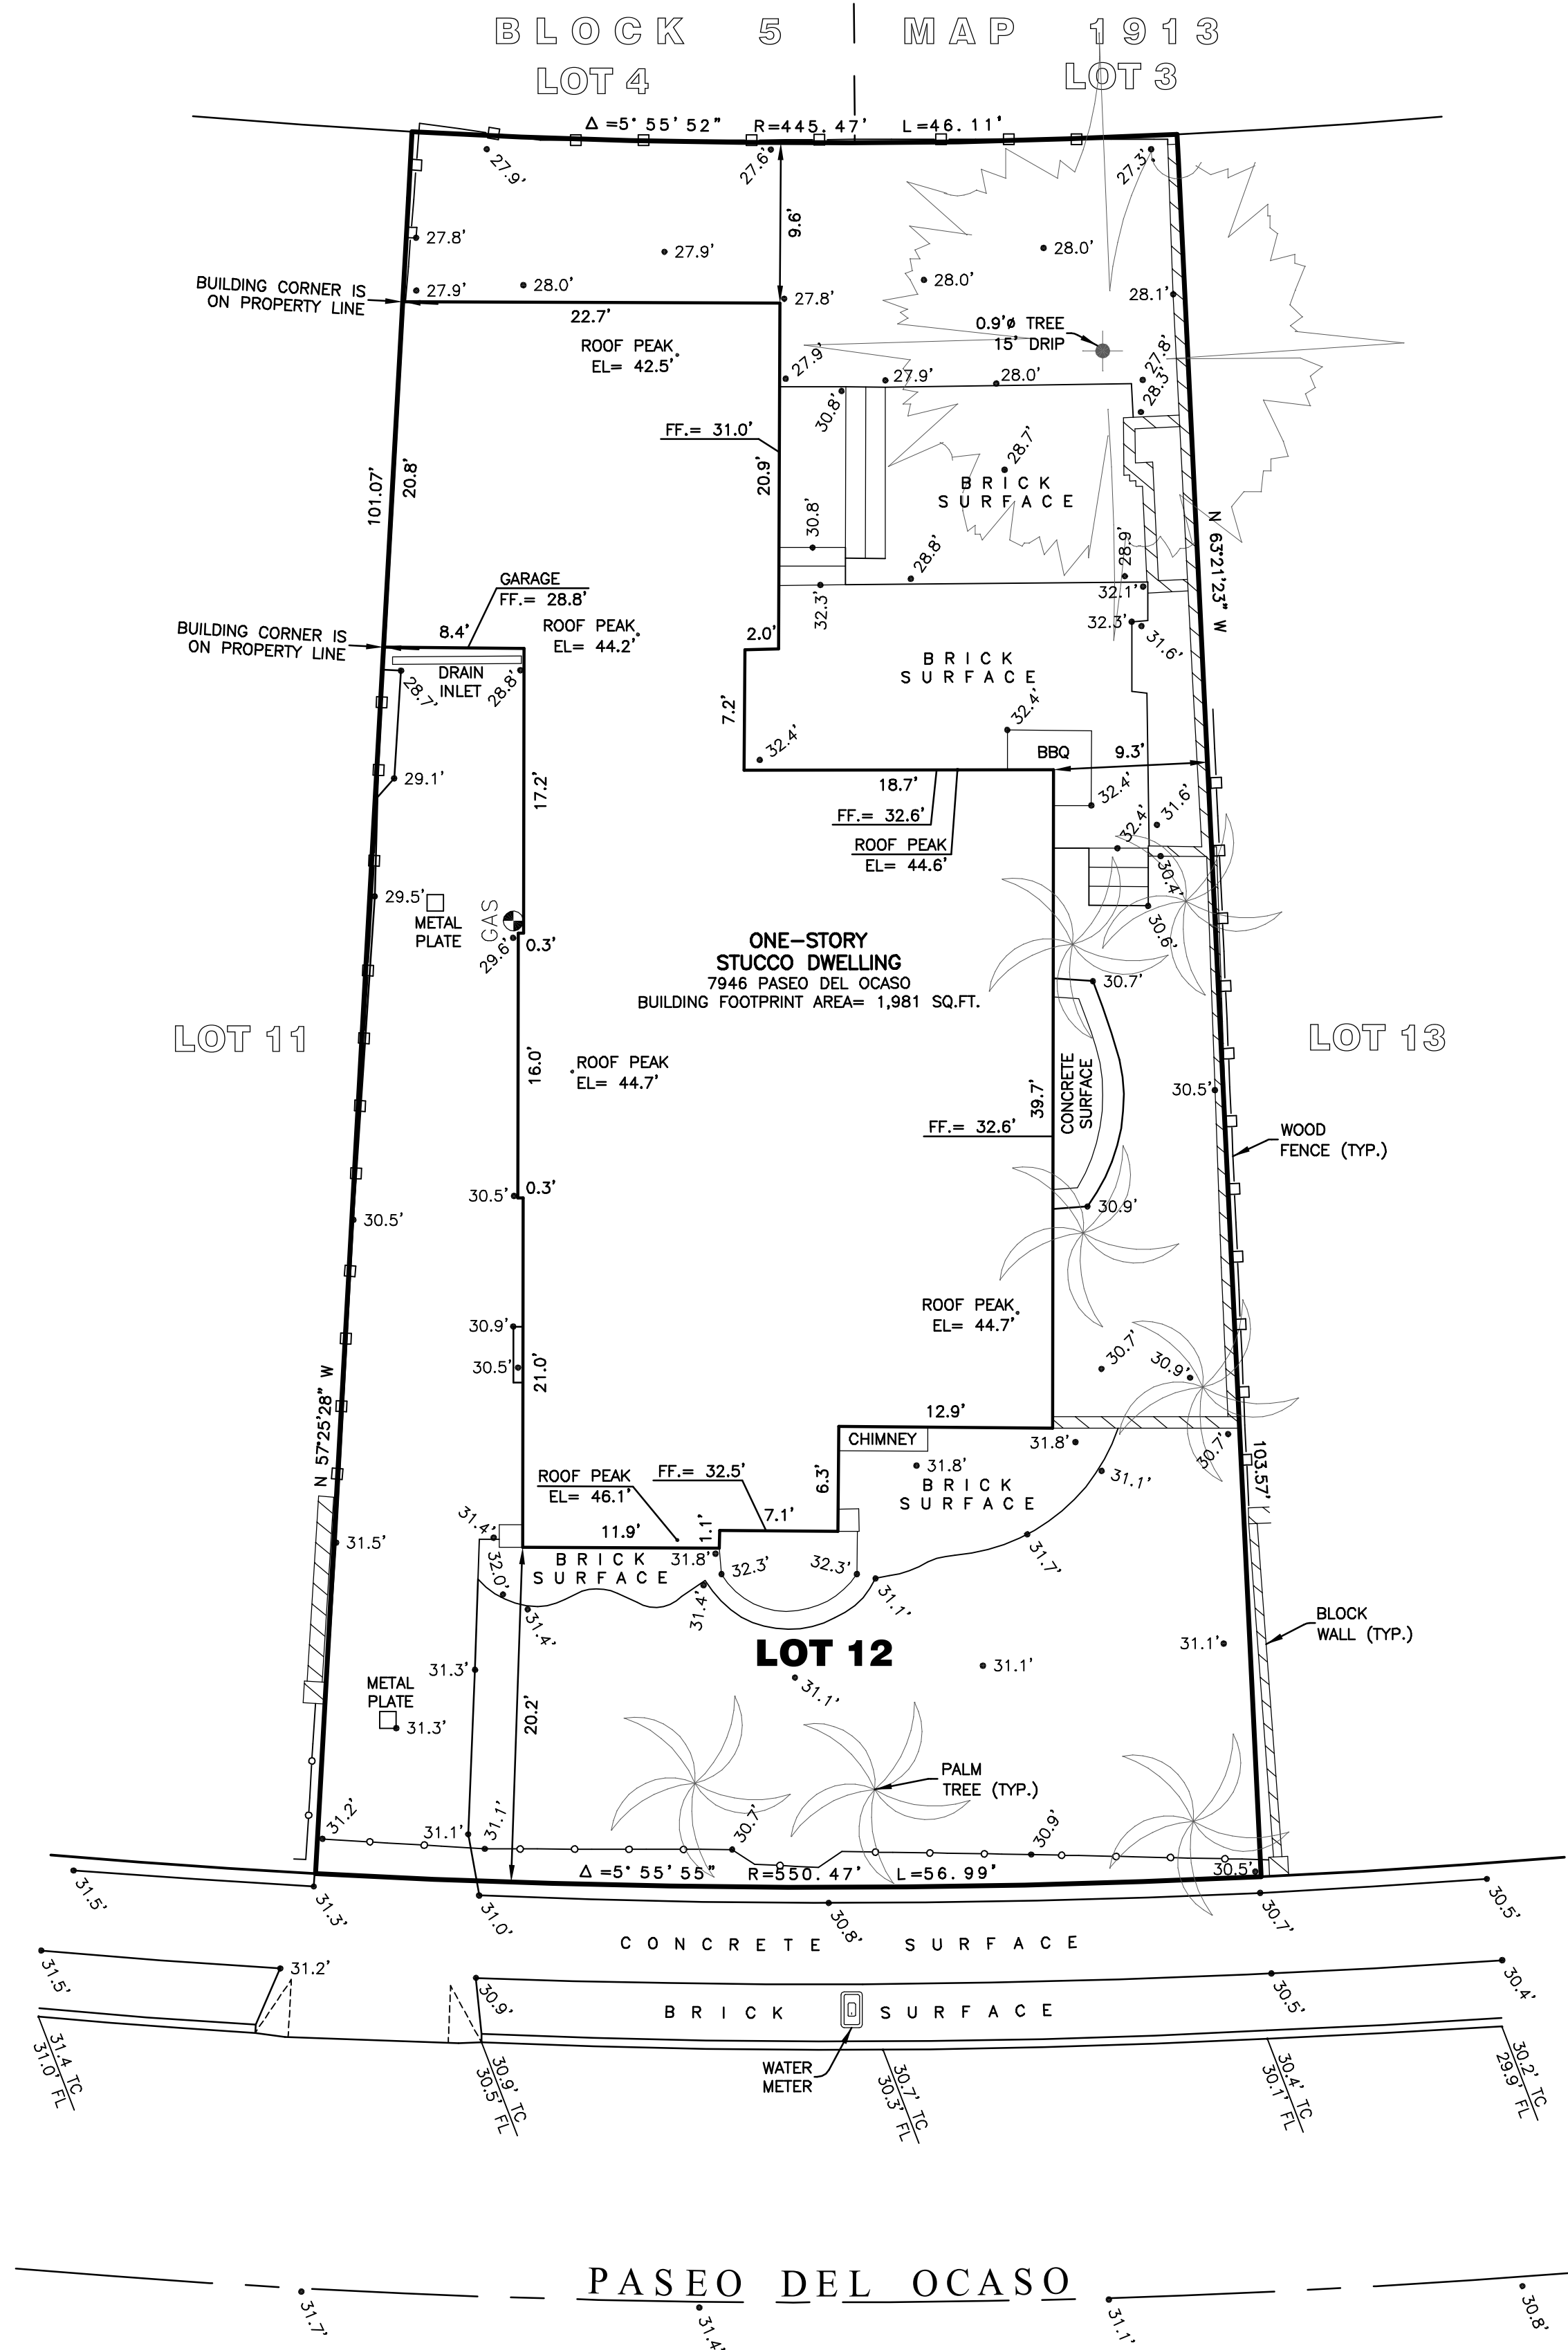 BLOCK 5 MAP 1913
LOT 4
LOT 3
Δ =5° 55' 52" R=445.47' L=46.11'
27.9'
27.6'
27.3'
9.6'
27.8'
27.9'
28.0'
28.0'
BUILDING CORNER IS
ON PROPERTY LINE
27.9'
28.0'
27.8'
28.1'
22.7'
0.9'ø TREE
15' DRIP
ROOF PEAK
EL= 42.5'
27.9'
27.9'
28.0'
27.8'
28.3'
30.8'
FF.= 31.0'
101.07'
20.8'
20.9'
28.7'
BRICK
SURFACE
30.8'
N 63°21'23" W
28.8'
28.9'
GARAGE
FF.= 28.8'
32.3'
32.1'
BUILDING CORNER IS
ON PROPERTY LINE
8.4'
ROOF PEAK
EL= 44.2'
2.0'
32.3'
31.6'
DRAIN
INLET
28.7'
28.8'
BRICK
SURFACE
7.2'
32.4'
32.4'
BBQ
9.3'
29.1'
17.2'
18.7'
32.4'
FF.= 32.6'
31.6'
32.4'
ROOF PEAK
EL= 44.6'
30.4'
29.5'
METAL
PLATE
GAS
29.6'
0.3'
30.6'
ONE-STORY
STUCCO DWELLING
7946 PASEO DEL OCASO
BUILDING FOOTPRINT AREA= 1,981 SQ.FT.
30.7'
LOT 11
LOT 13
16.0'
ROOF PEAK
EL= 44.7'
39.7'
CONCRETE
SURFACE
30.5'
FF.= 32.6'
WOOD
FENCE (TYP.)
30.5'
0.3'
30.5'
30.9'
ROOF PEAK
EL= 44.7'
30.9'
30.5'
21.0'
30.7'
30.9'
N 57°25'28" W
12.9'
CHIMNEY
31.8'
30.7'
103.57'
31.8'
31.1'
BRICK
SURFACE
ROOF PEAK
EL= 46.1'
FF.= 32.5'
6.3'
31.4'
11.9'
1.1'
7.1'
31.5'
31.7'
BRICK
SURFACE
32.0'
31.8'
32.3'
32.3'
31.4'
31.4'
31.1'
BLOCK
WALL (TYP.)
31.1'
LOT 12
31.3'
31.1'
31.1'
METAL
PLATE
31.3'
20.2'
PALM
TREE (TYP.)
31.2'
31.1'
31.1'
30.7'
30.9'
30.5'
Δ =5° 55' 55" R=550.47' L=56.99'
31.5'
31.3'
31.0'
30.8'
30.7'
30.5'
CONCRETE SURFACE
31.5'
31.2'
30.9'
30.5'
30.4'
BRICK SURFACE
31.4 TC
31.0' FL
30.9' TC
30.5' FL
WATER
METER
30.7' TC
30.3' FL
30.4' TC
30.1' FL
30.2' TC
29.9' FL
PASEO DEL OCASO
31.7'
31.4'
31.1'
30.8'